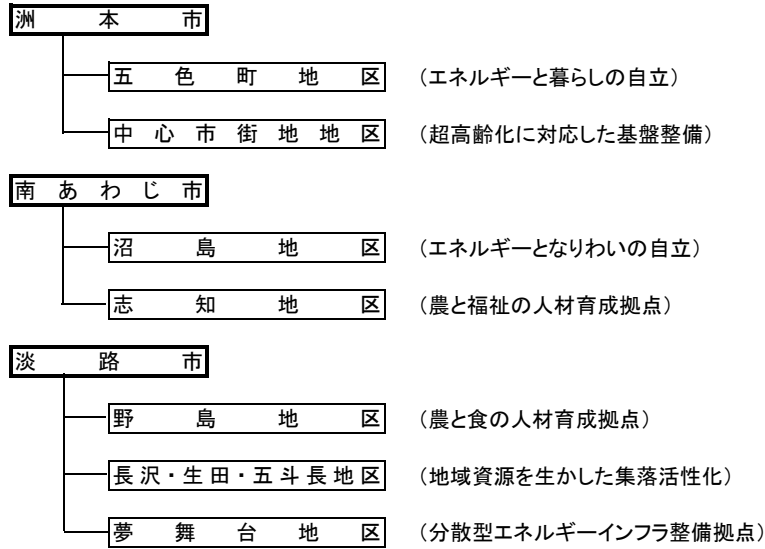 洲本市
五色町地区 （エネルギーと暮らしの自立）
中心市街地地区 （超高齢化に対応した基盤整備）
南あわじ市
沼島地区 （エネルギーとなりわいの自立）
志知地区 （農と福祉の人材育成拠点）
淡路市
野島地区 （農と食の人材育成拠点）
長沢・生田・五斗長地区 （地域資源を生かした集落活性化）
夢舞台地区 （分散型エネルギーインフラ整備拠点）